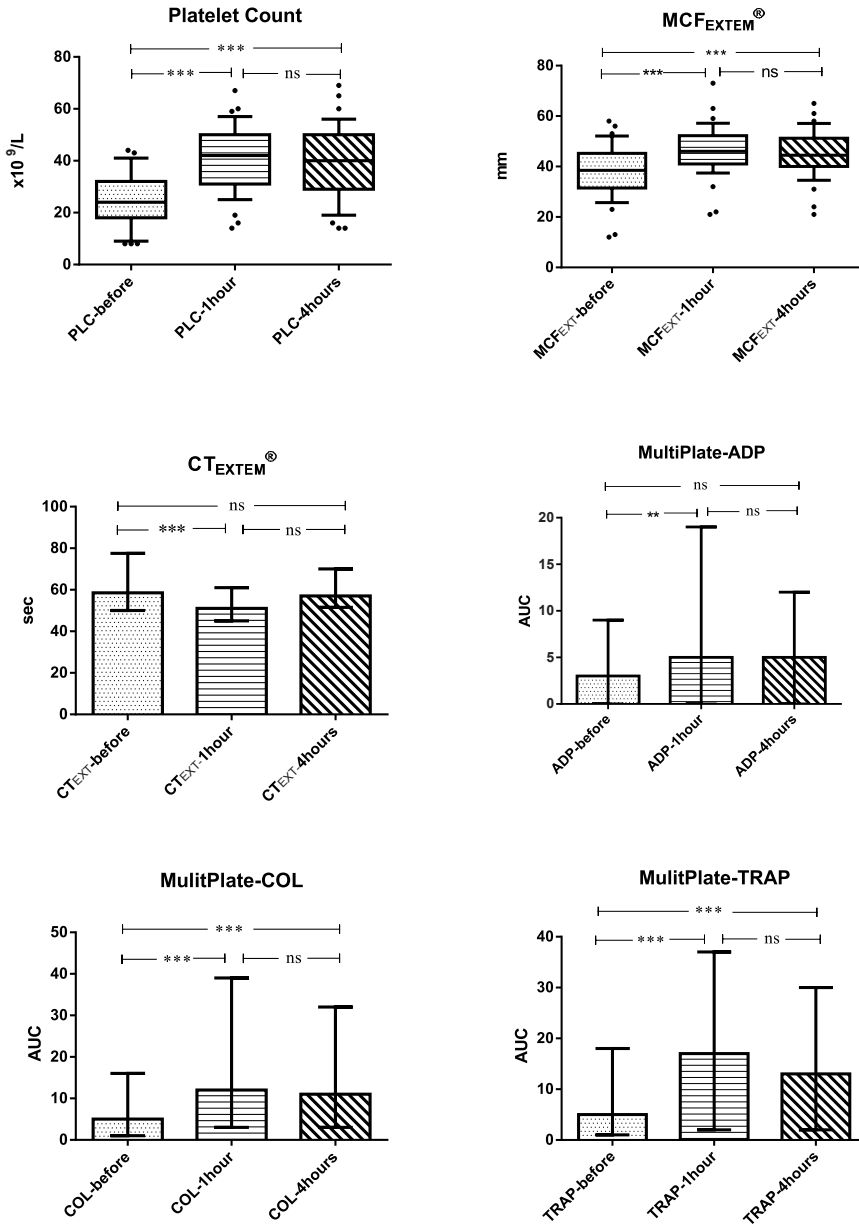 Platelet Count
***
*** ns
x10 9/L
80
60
40
20
0
PLC-before
PLC-1hour
PLC-4hours
MCFEXTEM®
***
*** ns
mm
80
60
40
20
0
MCFEXT-before
MCFEXT-1hour
MCFEXT-4hours
CTEXTEM®
ns
*** ns
sec
100
80
60
40
20
0
CTEXT-before
CTEXT-1hour
CTEXT-4hours
MultiPlate-ADP
ns
** ns
AUC
20
15
10
5
0
ADP-before
ADP-1hour
ADP-4hours
MulitPlate-COL
***
*** ns
AUC
50
40
30
20
10
0
COL-before
COL-1hour
COL-4hours
MulitPlate-TRAP
***
*** ns
AUC
40
30
20
10
0
TRAP-before
TRAP-1hour
TRAP-4hours